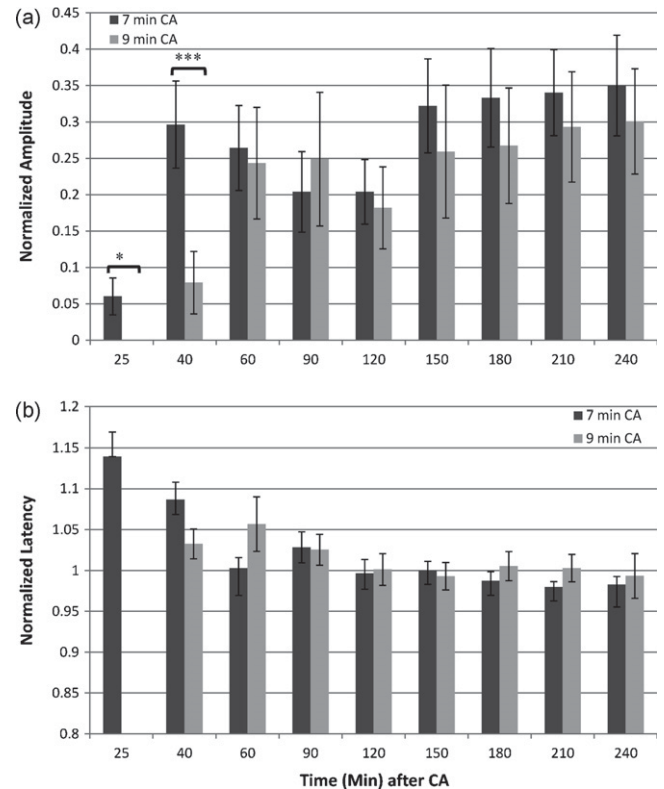 (a)
7 min CA
9 min CA
Normalized Amplitude
0.45
0.4
0.35
0.3
0.25
0.2
0.15
0.1
0.05
0
*
***
25 40 60 90 120 150 180 210 240
(b)
7 min CA
9 min CA
Normalized Latency
1.2
1.15
1.1
1.05
1
0.95
0.9
0.85
0.8
25 40 60 90 120 150 180 210 240
Time (Min) after CA